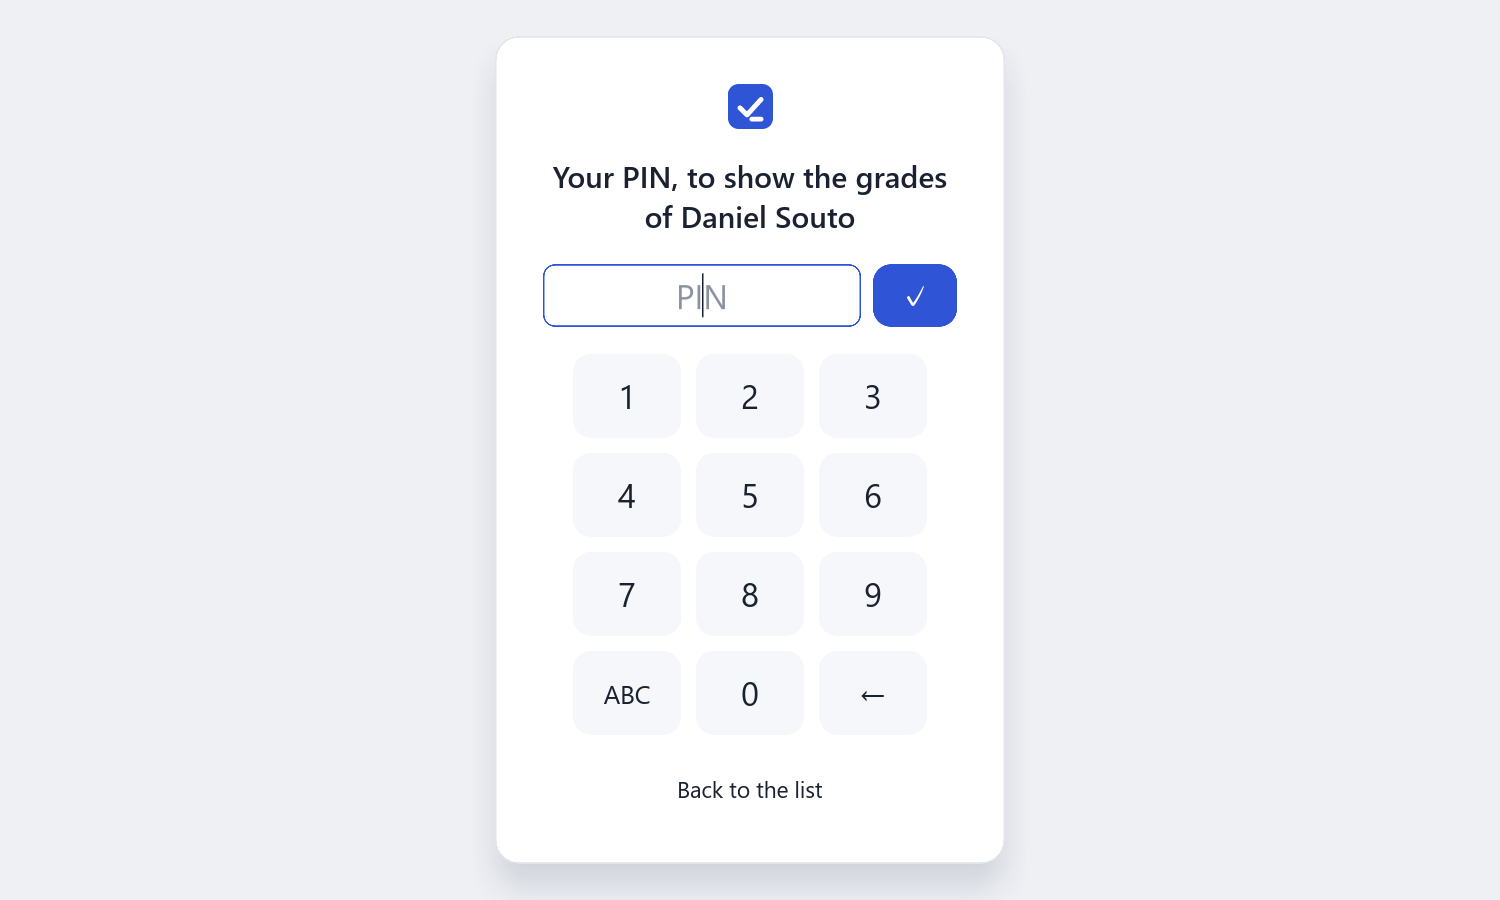 Your PIN, to show the grades
of Daniel Souto
PIN
✓
1 2 3
4 5 6
7 8 9
ABC 0 ←
Back to the list